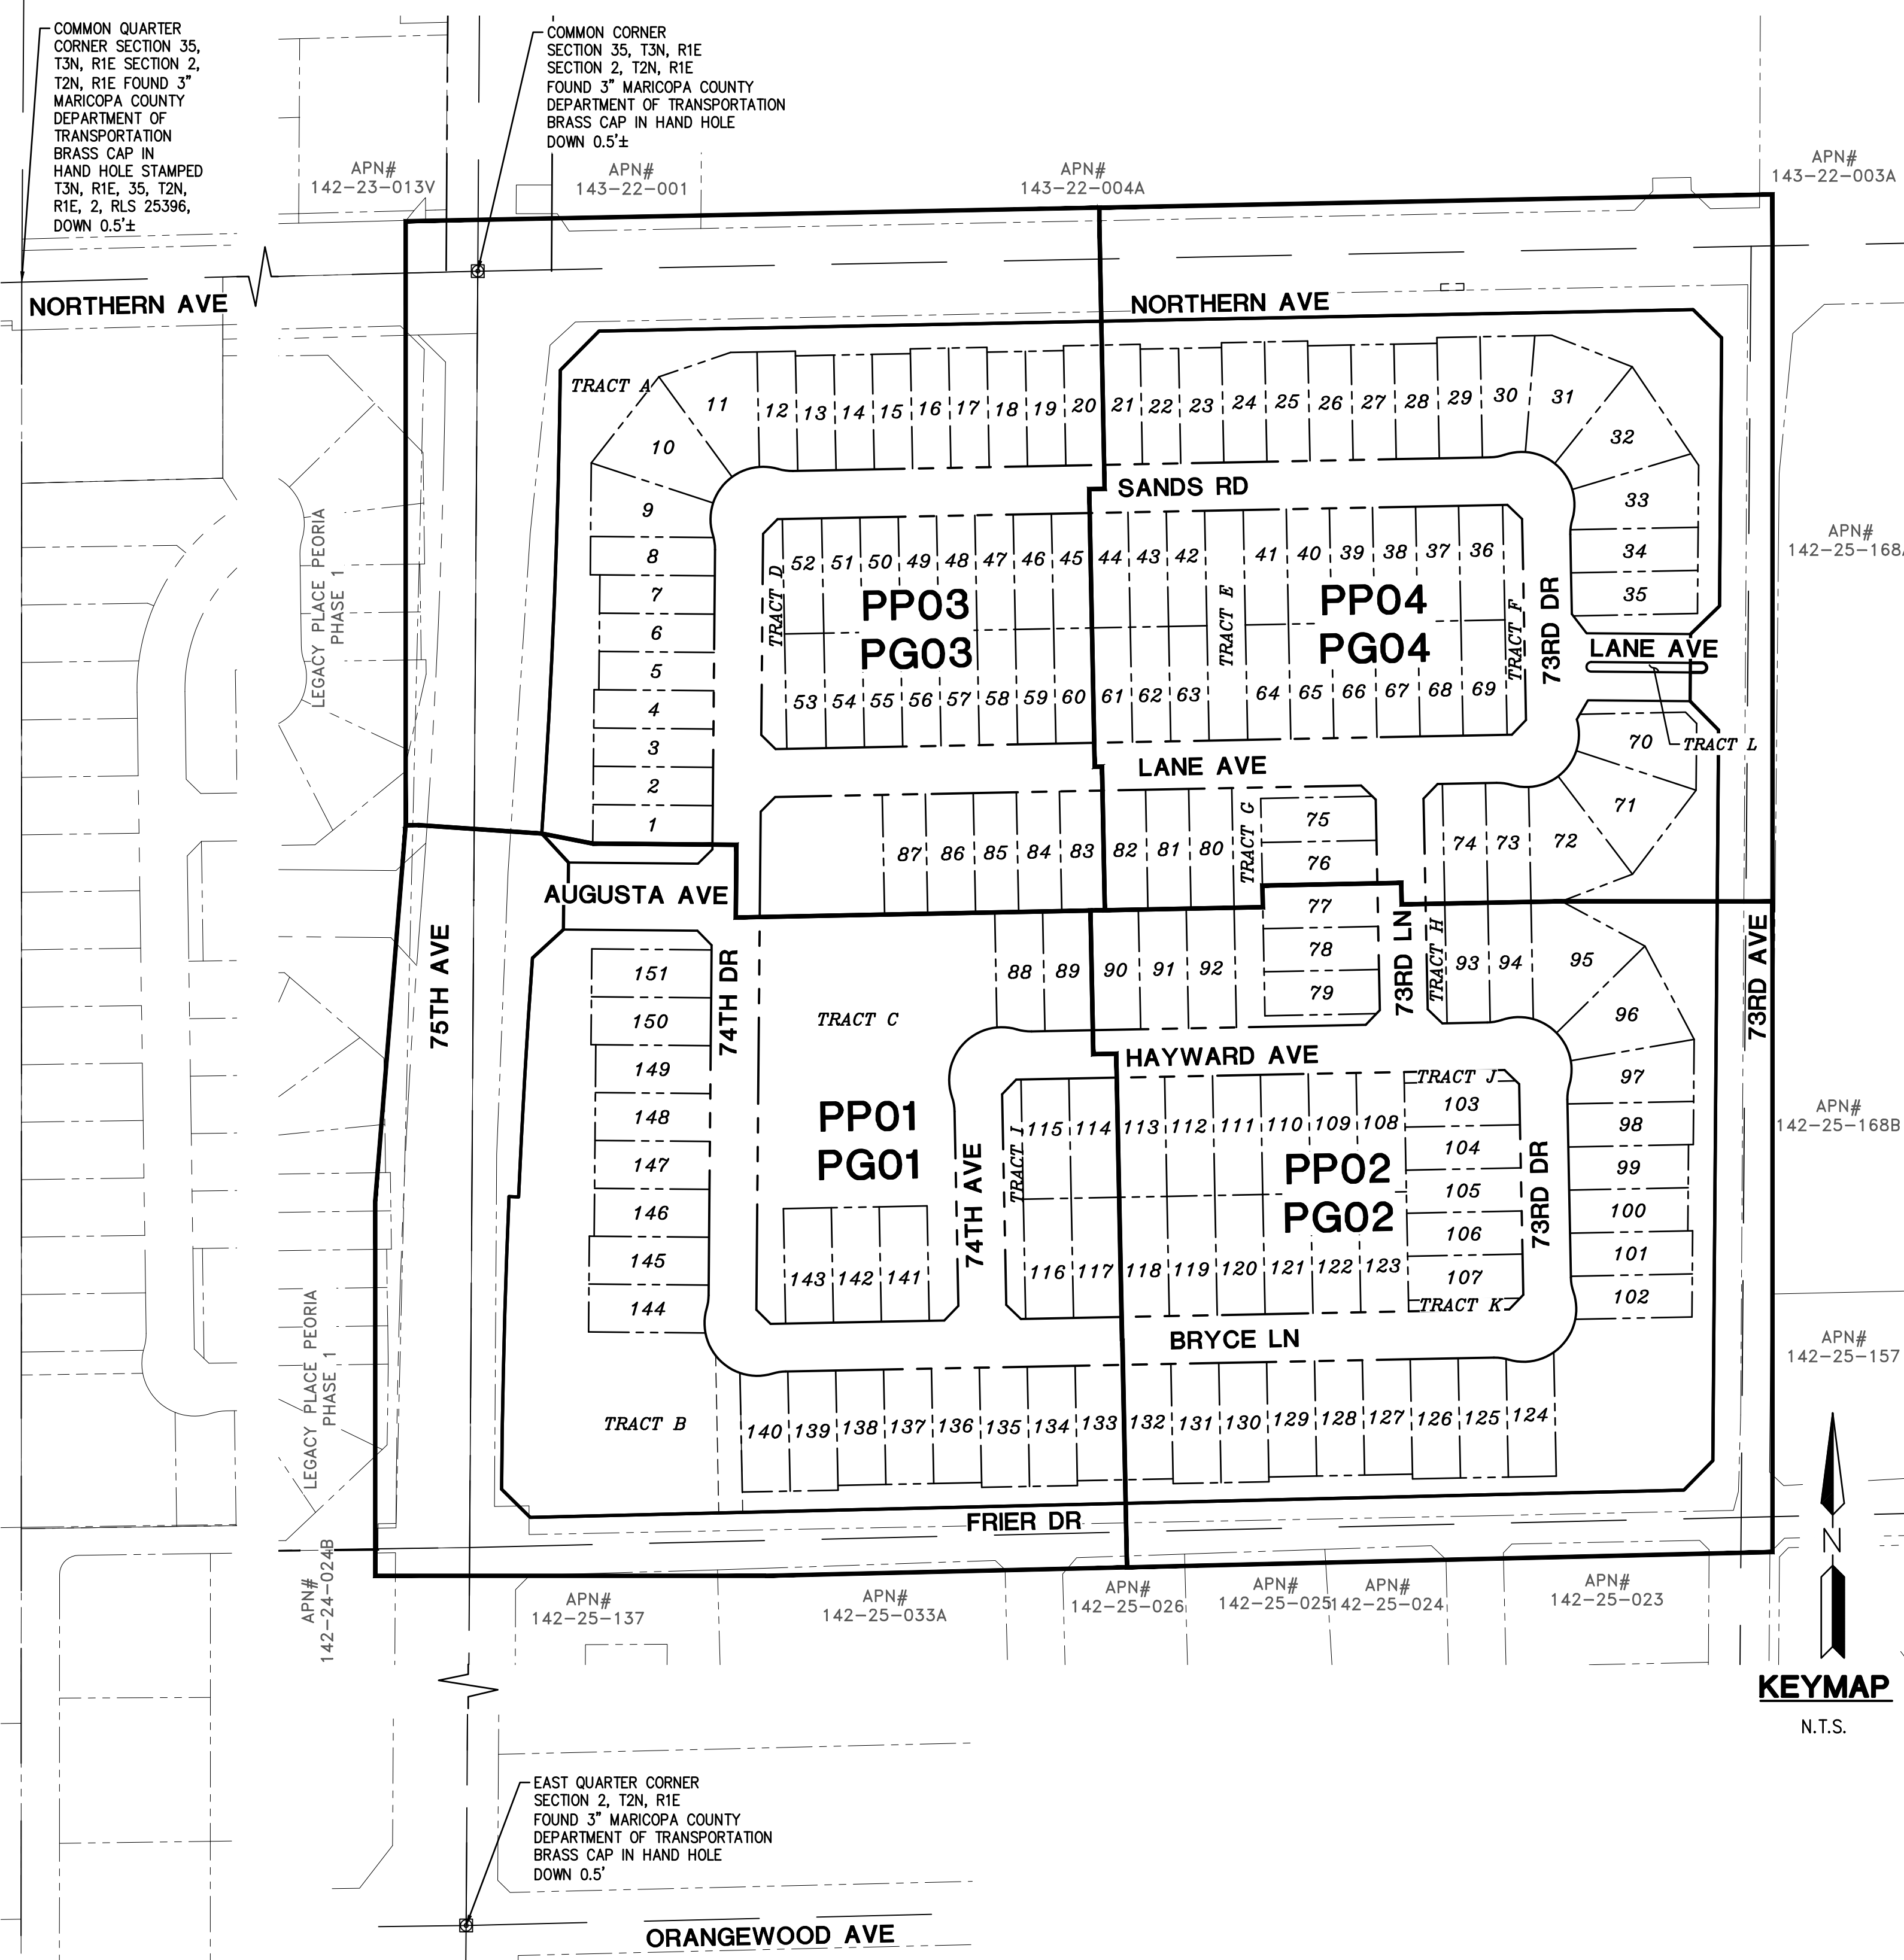 COMMON QUARTER
CORNER SECTION 35,
T3N, R1E SECTION 2,
T2N, R1E FOUND 3"
MARICOPA COUNTY
DEPARTMENT OF
TRANSPORTATION
BRASS CAP IN
HAND HOLE STAMPED
T3N, R1E, 35, T2N,
R1E, 2, RLS 25396,
DOWN 0.5'±
COMMON CORNER
SECTION 35, T3N, R1E
SECTION 2, T2N, R1E
FOUND 3" MARICOPA COUNTY
DEPARTMENT OF TRANSPORTATION
BRASS CAP IN HAND HOLE
DOWN 0.5'±
APN#
142-23-013V
APN#
143-22-001
APN#
143-22-004A
APN#
143-22-003A
NORTHERN AVE
NORTHERN AVE
TRACT A
11
12 13 14 15 16 17 18 19 20 21 22 23 24 25 26 27 28 29 30 31
10
32
9
SANDS RD
33
8
34
7
35
6
5
4
3
2
1
52 51 50 49 48 47 46 45 44 43 42 41 40 39 38 37 36
TRACT D
PP03
PG03
TRACT E
PP04
PG04
TRACT F
73RD DR
LANE AVE
53 54 55 56 57 58 59 60 61 62 63 64 65 66 67 68 69
70
TRACT L
71
72
LANE AVE
87 86 85 84 83 82 81 80
TRACT G
75
76
77
78
79
74 73
APN#
142-25-168A
LEGACY PLACE PEORIA
PHASE 1
AUGUSTA AVE
75TH AVE
74TH DR
151
150
149
148
147
146
145
144
TRACT C
88 89 90 91 92
73RD LN
TRACT H
93 94 95
96
97
98
99
100
101
102
73RD AVE
HAYWARD AVE
PP01
PG01
74TH AVE
TRACT I
115 114 113 112 111 110 109 108
TRACT J
103
104
105
106
107
TRACT K
PP02
PG02
73RD DR
APN#
142-25-168B
143 142 141
116 117 118 119 120 121 122 123
BRYCE LN
APN#
142-25-157
LEGACY PLACE PEORIA
PHASE 1
TRACT B
140 139 138 137 136 135 134 133 132 131 130 129 128 127 126 125 124
FRIER DR
APN#
142-24-024B
APN#
142-25-137
APN#
142-25-033A
APN#
142-25-026
APN#
142-25-025
APN#
142-25-024
APN#
142-25-023
N
KEYMAP
N.T.S.
EAST QUARTER CORNER
SECTION 2, T2N, R1E
FOUND 3" MARICOPA COUNTY
DEPARTMENT OF TRANSPORTATION
BRASS CAP IN HAND HOLE
DOWN 0.5'
ORANGEWOOD AVE